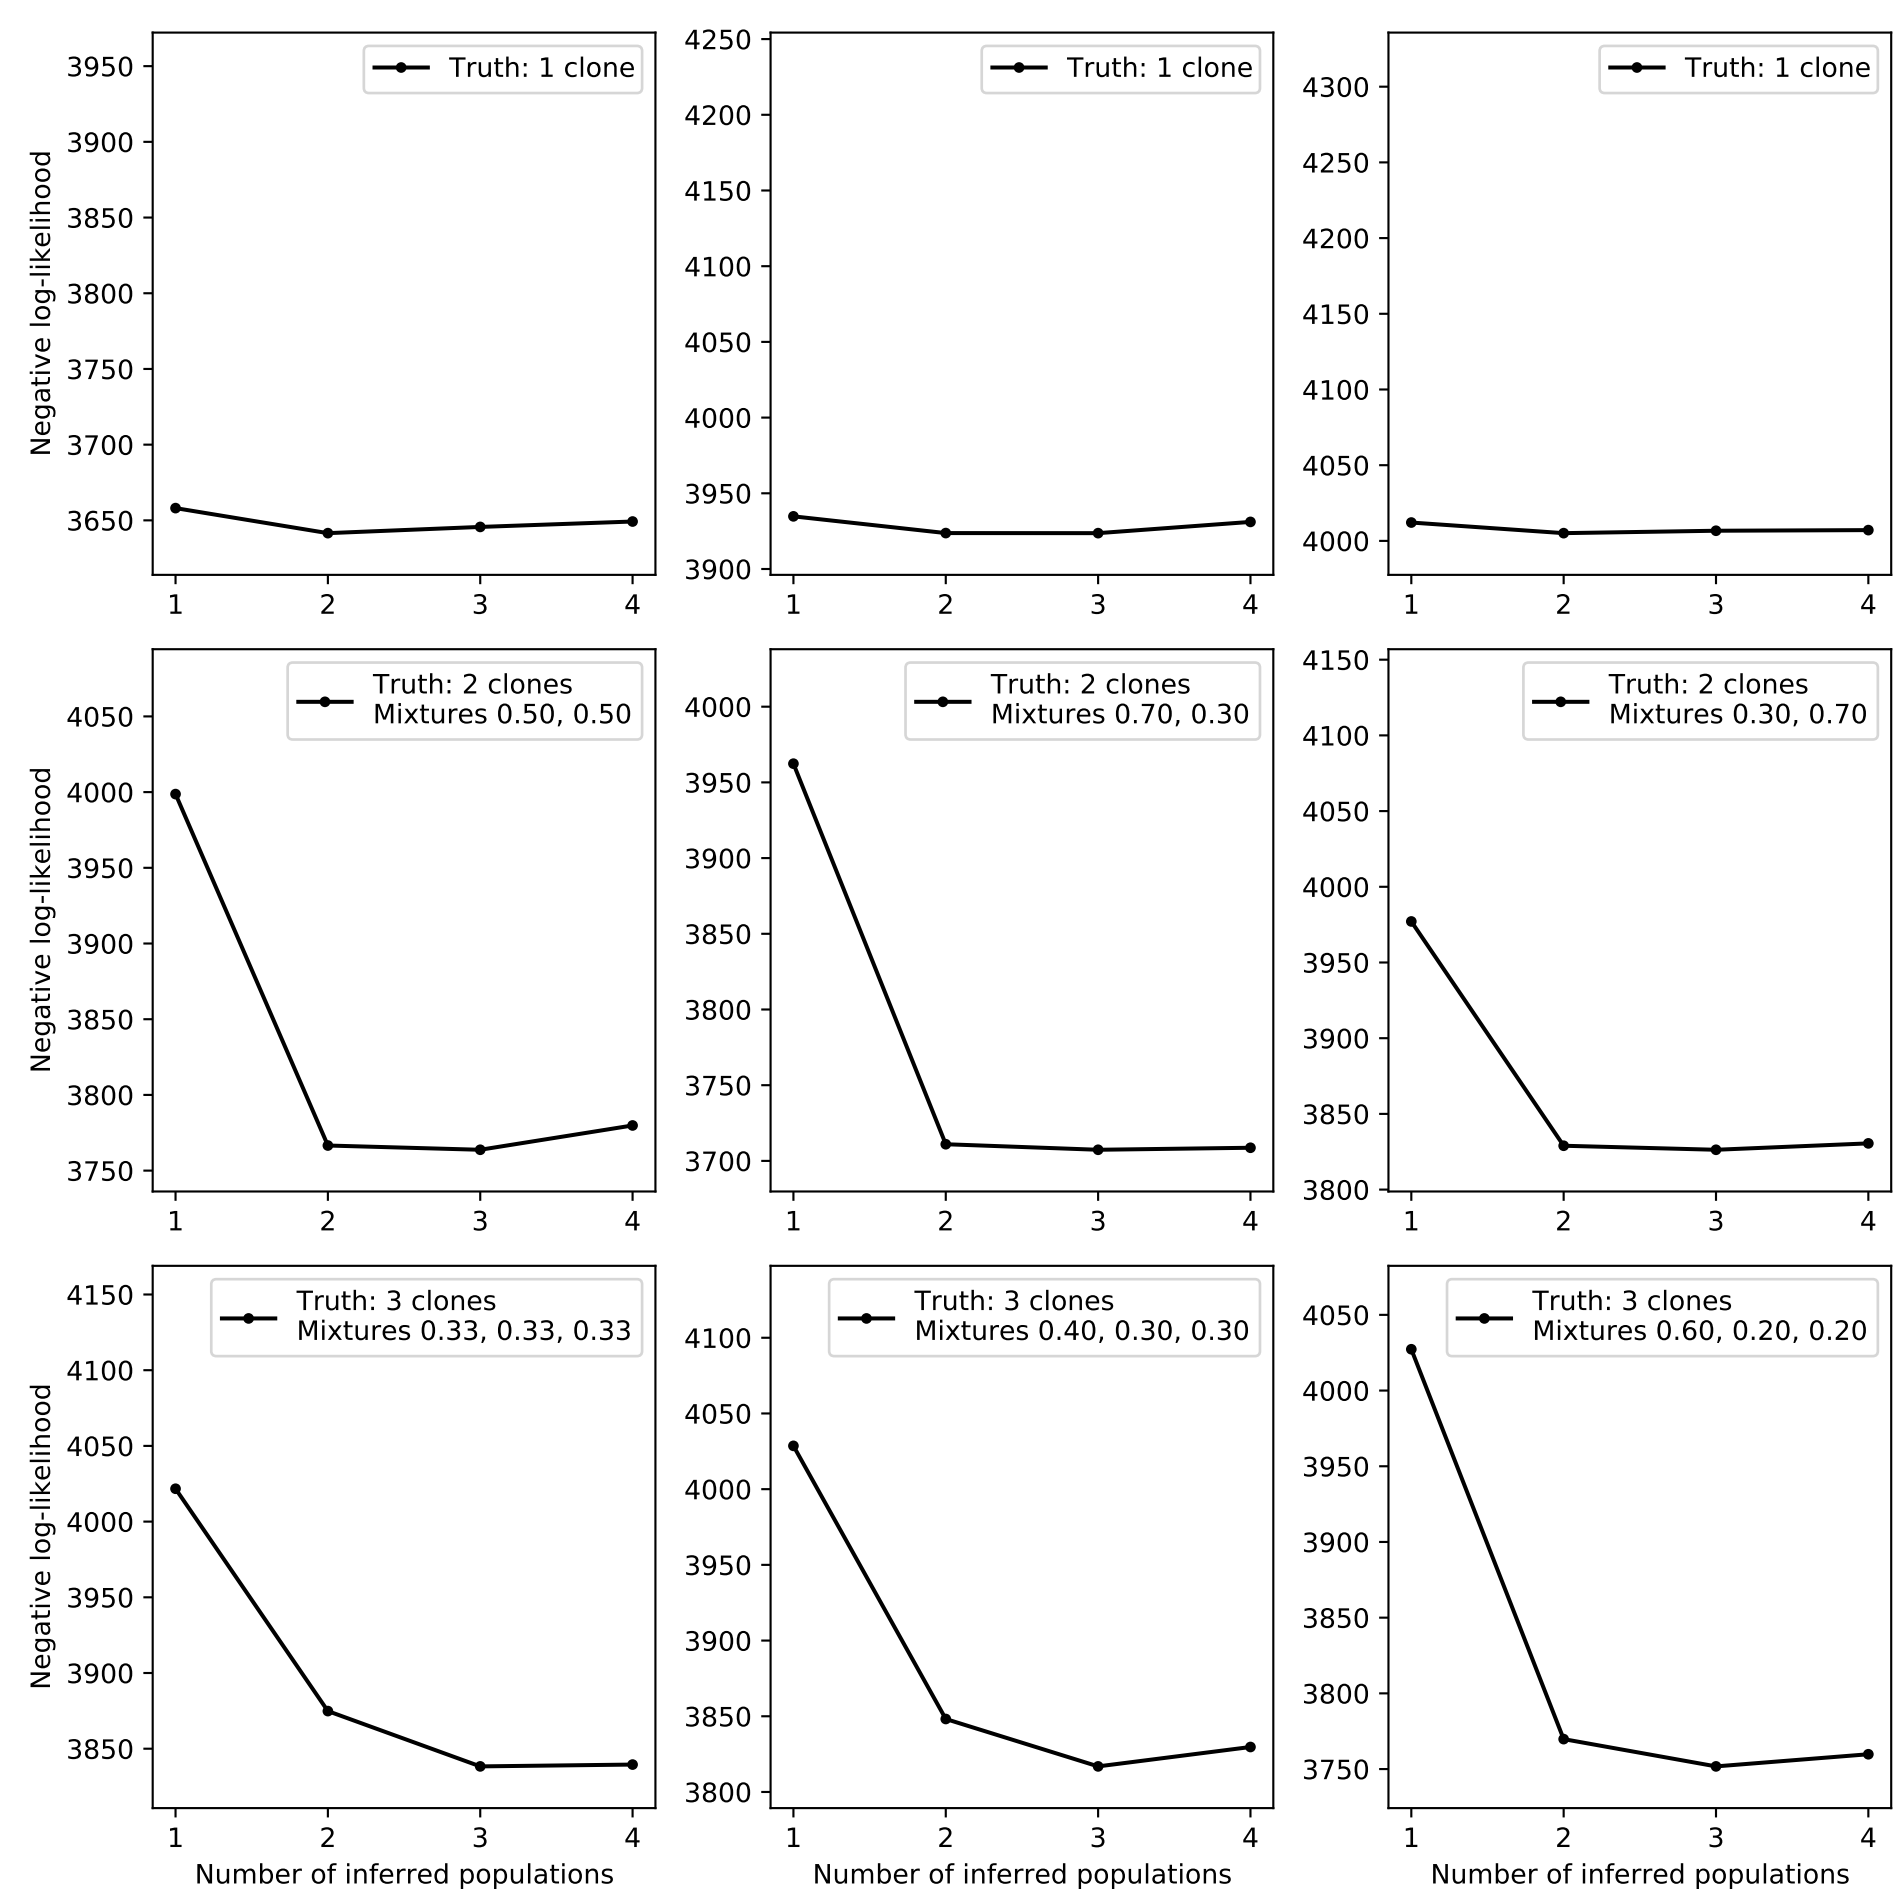 Truth: 1 clone
3950
3900
3850
3800
3750
3700
3650
Negative log-likelihood
1 2 3 4
Truth: 1 clone
4250
4200
4150
4100
4050
4000
3950
3900
1 2 3 4
Truth: 1 clone
4300
4250
4200
4150
4100
4050
4000
1 2 3 4
Truth: 2 clones
Mixtures 0.50, 0.50
4050
4000
3950
3900
3850
3800
3750
Negative log-likelihood
1 2 3 4
Truth: 2 clones
Mixtures 0.70, 0.30
4000
3950
3900
3850
3800
3750
3700
1 2 3 4
Truth: 2 clones
Mixtures 0.30, 0.70
4150
4100
4050
4000
3950
3900
3850
3800
1 2 3 4
Truth: 3 clones
Mixtures 0.33, 0.33, 0.33
4150
4100
4050
4000
3950
3900
3850
Negative log-likelihood
1 2 3 4
Number of inferred populations
Truth: 3 clones
Mixtures 0.40, 0.30, 0.30
4100
4050
4000
3950
3900
3850
3800
1 2 3 4
Number of inferred populations
Truth: 3 clones
Mixtures 0.60, 0.20, 0.20
4050
4000
3950
3900
3850
3800
3750
1 2 3 4
Number of inferred populations